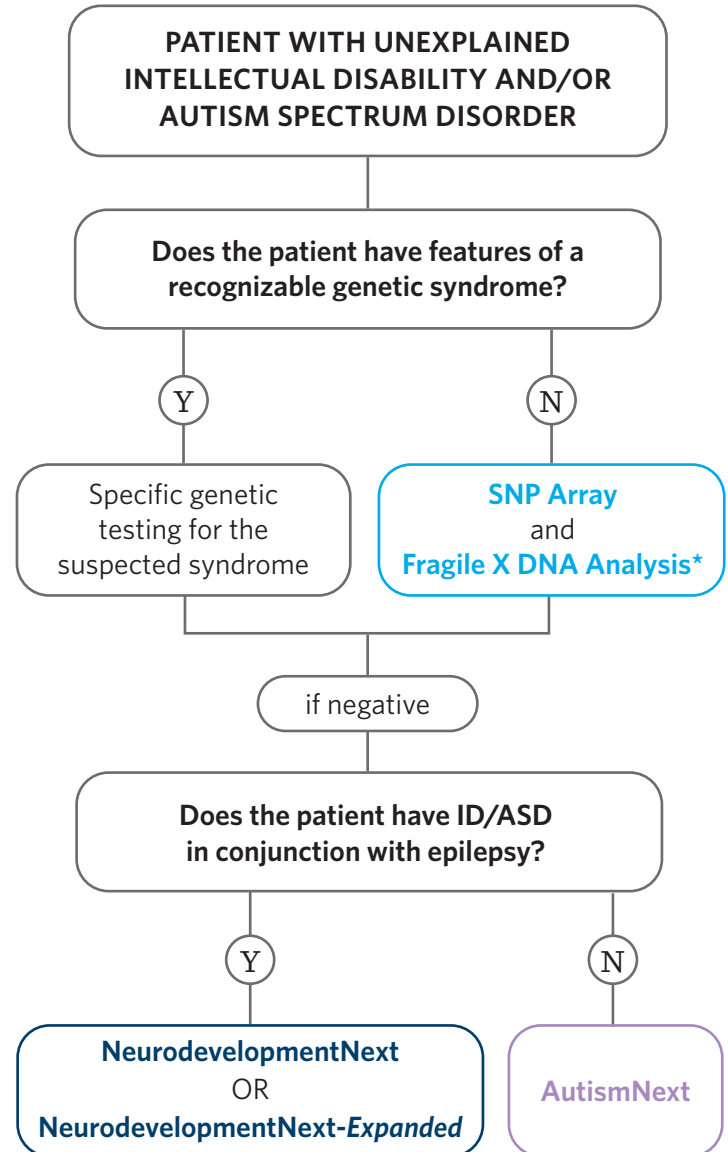 PATIENT WITH UNEXPLAINED
INTELLECTUAL DISABILITY AND/OR
AUTISM SPECTRUM DISORDER
Does the patient have features of a
recognizable genetic syndrome?
Y
N
Specific genetic
testing for the
suspected syndrome
SNP Array
and
Fragile X DNA Analysis*
if negative
Does the patient have ID/ASD
in conjunction with epilepsy?
Y
N
NeurodevelopmentNext
OR
NeurodevelopmentNext-Expanded
AutismNext